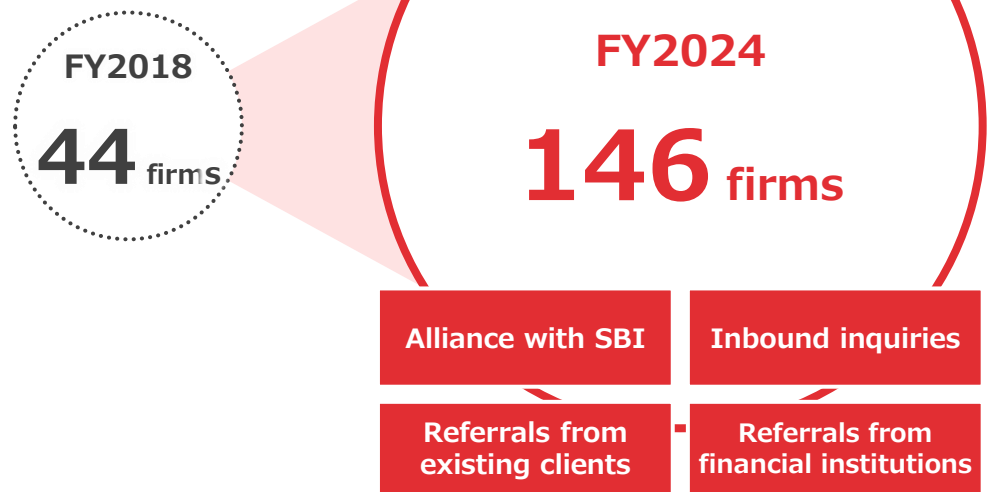 FY2018
44 firms
FY2024
146 firms
Alliance with SBI
Inbound inquiries
Referrals from
existing clients
Referrals from
financial institutions